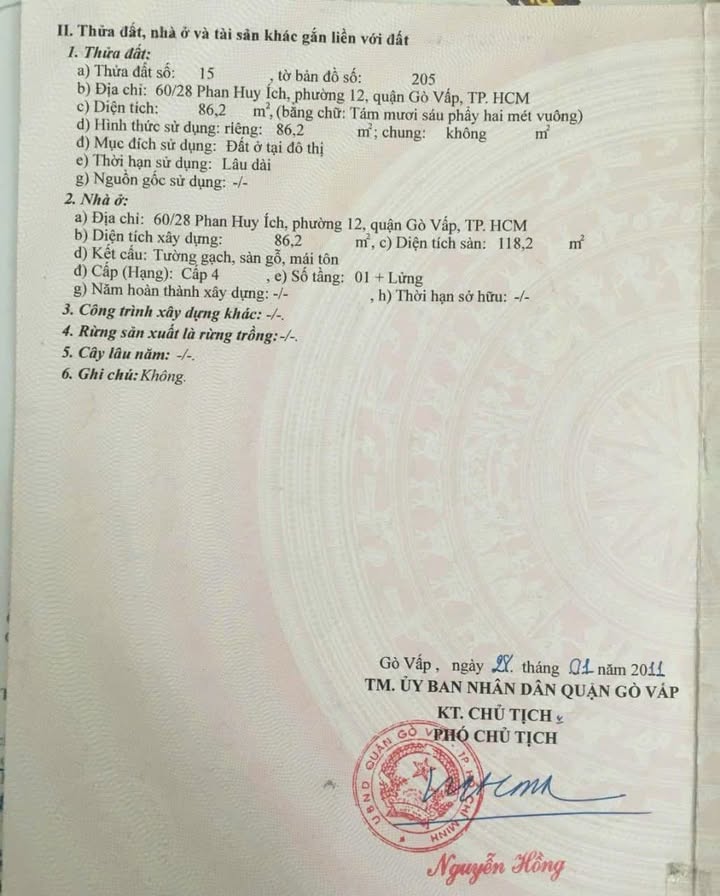 II. Thửa đất, nhà ở và tài sản khác gắn liền với đất
1. Thửa đất:
a) Thửa đất số: 15 , tờ bản đồ số: 205
b) Địa chỉ: 60/28 Phan Huy Ích, phường 12, quận Gò Vấp, TP. HCM
c) Diện tích: 86,2 m², (bằng chữ: Tám mươi sáu phẩy hai mét vuông)
d) Hình thức sử dụng: riêng: 86,2 m²; chung: không m²
đ) Mục đích sử dụng: Đất ở tại đô thị
e) Thời hạn sử dụng: Lâu dài
g) Nguồn gốc sử dụng: -/-
2. Nhà ở:
a) Địa chỉ: 60/28 Phan Huy Ích, phường 12, quận Gò Vấp, TP. HCM
b) Diện tích xây dựng: 86,2 m², c) Diện tích sàn: 118,2 m²
d) Kết cấu: Tường gạch, sàn gỗ, mái tôn
đ) Cấp (Hạng): Cấp 4 , e) Số tầng: 01 + Lửng
g) Năm hoàn thành xây dựng: -/- , h) Thời hạn sở hữu: -/-
3. Công trình xây dựng khác: -/-.
4. Rừng sản xuất là rừng trồng: -/-.
5. Cây lâu năm: -/-.
6. Ghi chú: Không.
Gò Vấp , ngày 28. tháng 01 năm 2011
TM. ỦY BAN NHÂN DÂN QUẬN GÒ VẤP
KT. CHỦ TỊCH
PHÓ CHỦ TỊCH
UBND QUẬN GÒ VẤP - TP. HỒ CHÍ MINH
Nguyễn Hồng